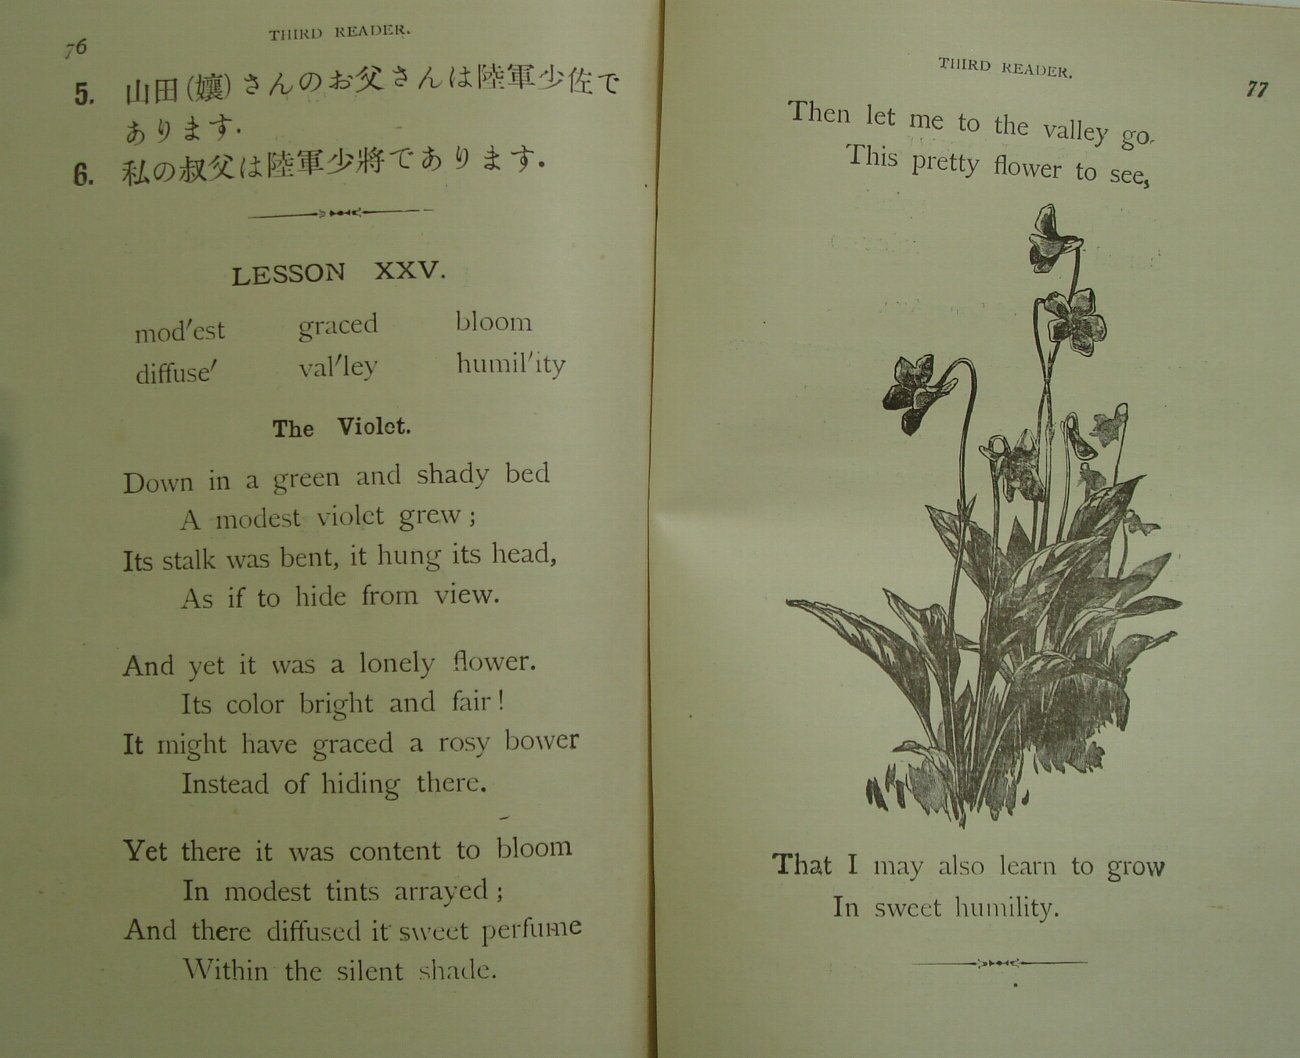 76
THIRD READER.
5. 山田(孃)さんのお父さんは陸軍少佐で
あります.
6. 私の叔父は陸軍少將であります.
LESSON XXV.
mod′est graced bloom
diffuse′ val′ley humil′ity
The Violet.
Down in a green and shady bed
A modest violet grew;
Its stalk was bent, it hung its head,
As if to hide from view.
And yet it was a lonely flower.
Its color bright and fair!
It might have graced a rosy bower
Instead of hiding there.
Yet there it was content to bloom
In modest tints arrayed;
And there diffused it sweet perfume
Within the silent shade.
THIRD READER.
77
Then let me to the valley go.
This pretty flower to see,
That I may also learn to grow
In sweet humility.